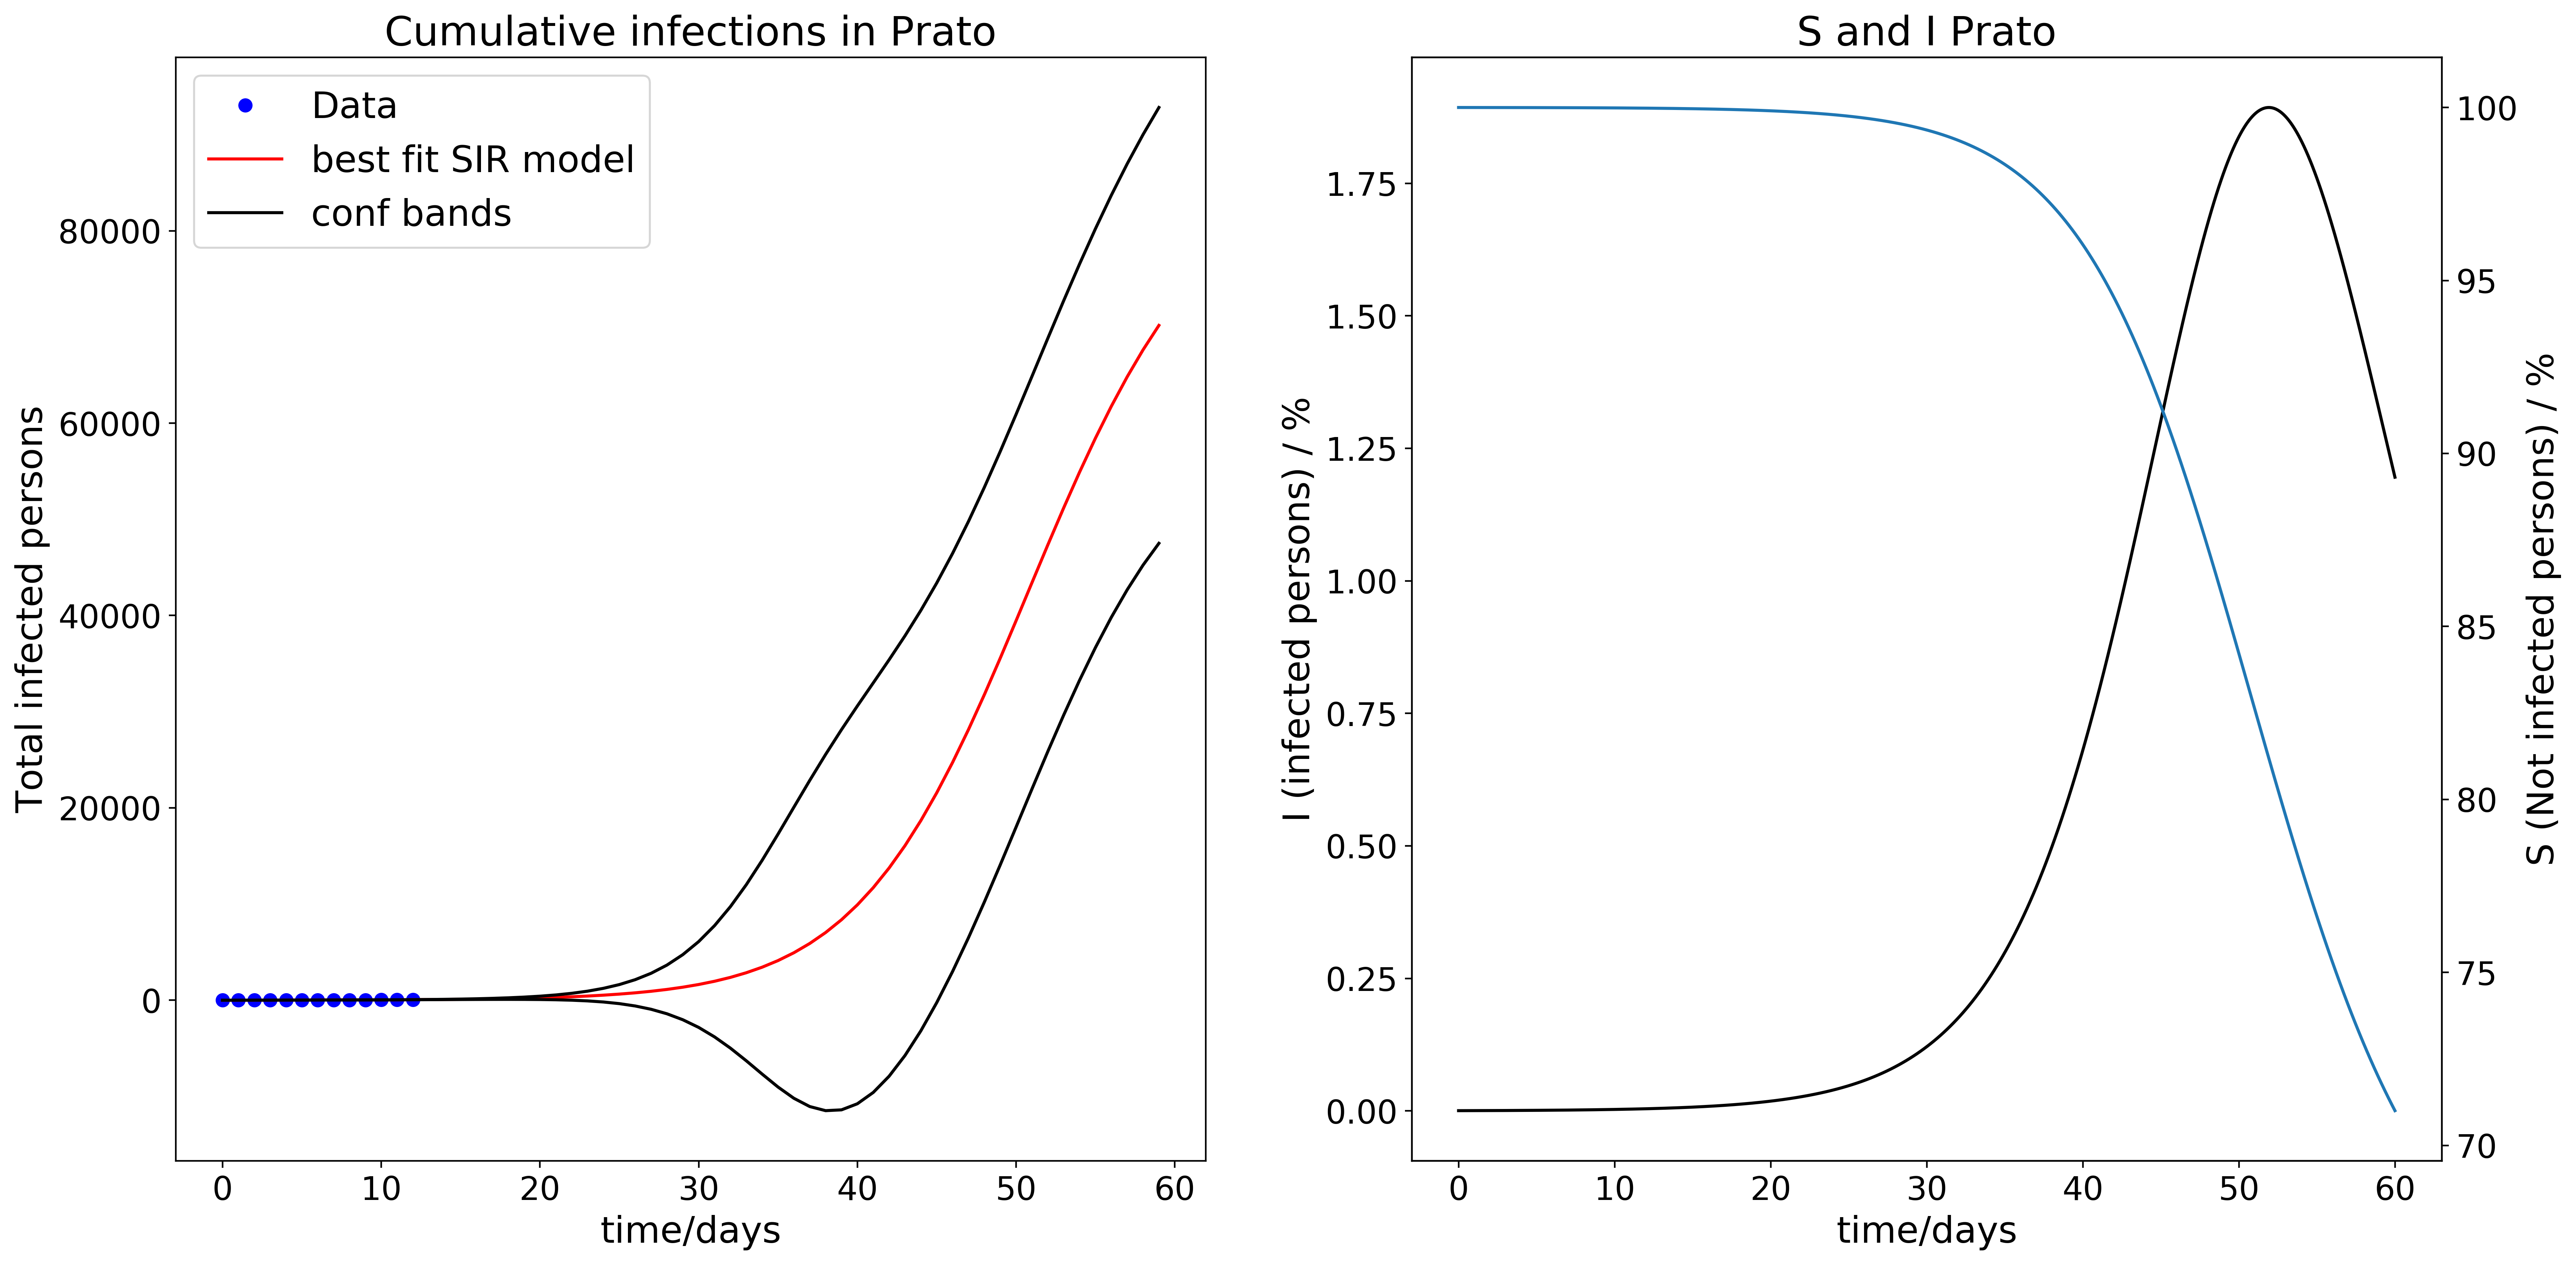 Cumulative infections in Prato
Data
best fit SIR model
conf bands
Total infected persons
80000
60000
40000
20000
0
0 10 20 30 40 50 60
time/days
S and I Prato
I (infected persons) / %
1.75
1.50
1.25
1.00
0.75
0.50
0.25
0.00
0 10 20 30 40 50 60
time/days
100
95
90
85
80
75
70
S (Not infected persons) / %